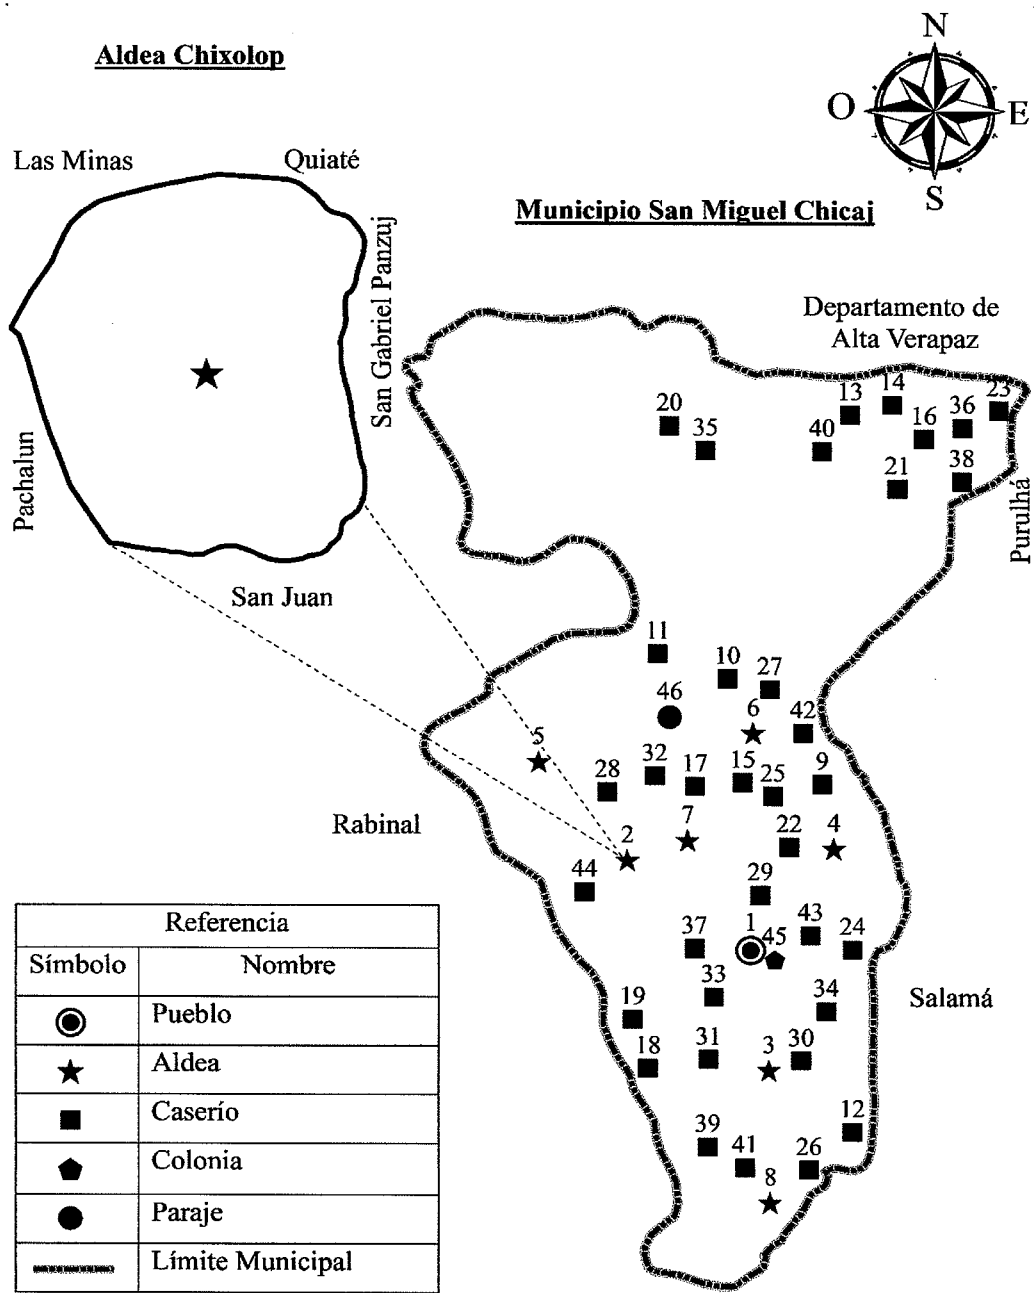 Aldea Chixolop
N
O
E
S
Las Minas
Quiaté
San Gabriel Panzuj
Pachalun
San Juan
Municipio San Miguel Chicaj
Departamento de
Alta Verapaz
Purulhá
Rabinal
Salamá
20
35
13
14
40
16
36
23
21
38
11
10
27
46
6
42
5
28
32
17
15
25
9
2
7
22
4
44
29
37
1
45
43
24
33
19
34
18
31
3
30
39
41
8
26
12
Referencia
Símbolo
Nombre
Pueblo
Aldea
Caserío
Colonia
Paraje
Límite Municipal